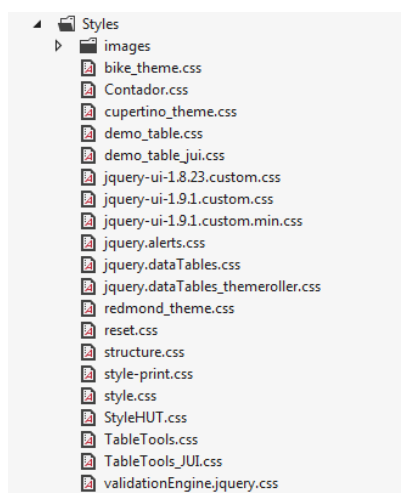 Styles
images
bike_theme.css
Contador.css
cupertino_theme.css
demo_table.css
demo_table_jui.css
jquery-ui-1.8.23.custom.css
jquery-ui-1.9.1.custom.css
jquery-ui-1.9.1.custom.min.css
jquery.alerts.css
jquery.dataTables.css
jquery.dataTables_themeroller.css
redmond_theme.css
reset.css
structure.css
style-print.css
style.css
StyleHUT.css
TableTools.css
TableTools_JUI.css
validationEngine.jquery.css